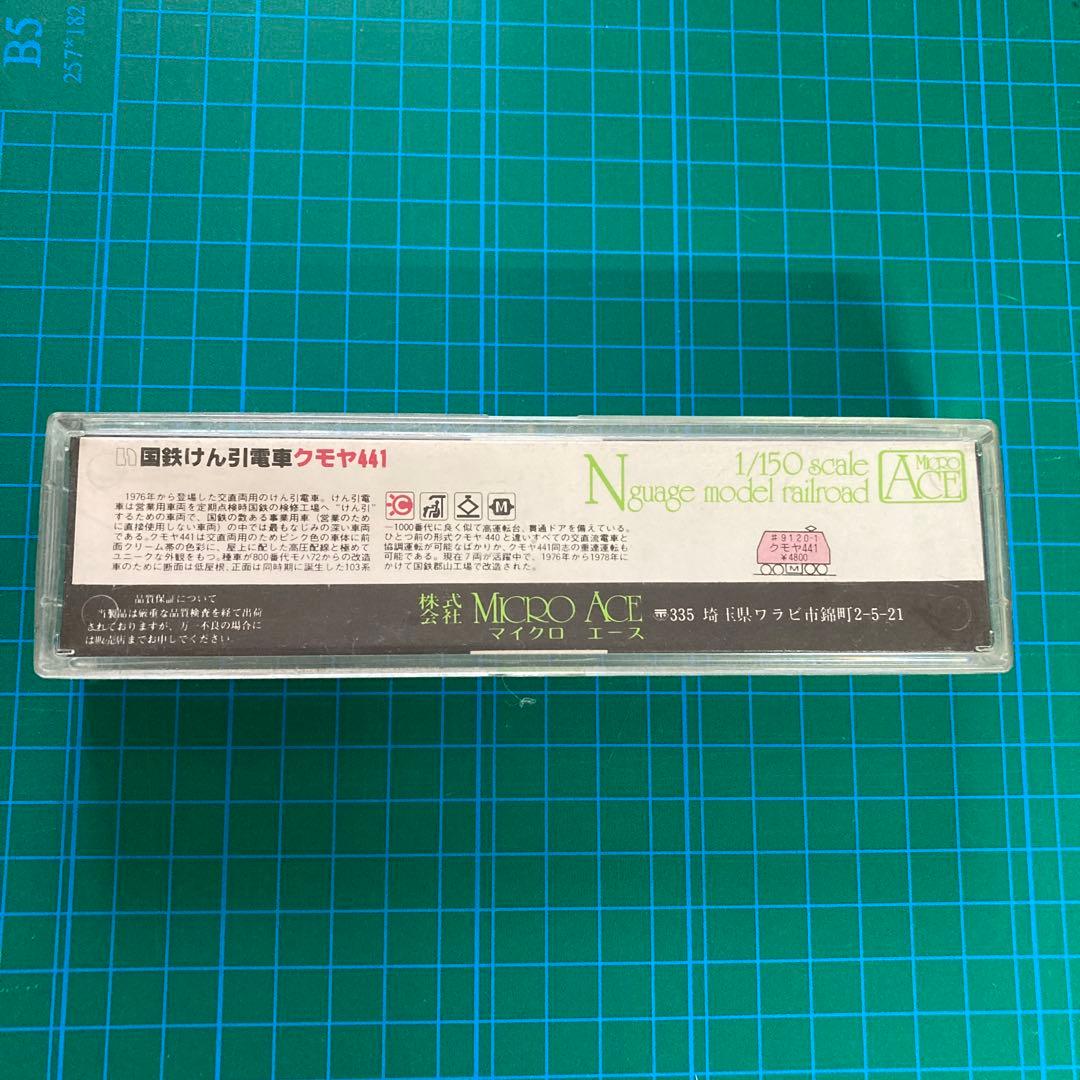 B5
257*182
国鉄けん引電車クモヤ441
1976年から登場した交直両用のけん引電車。けん引電
車は営業用車両を定期点検時国鉄の検修工場へ“けん引”
するための車両で、国鉄の数ある事業用車(営業のため
に直接使用しない車両)の中では最もなじみの深い車両
である。クモヤ441は交直両用のためピンク色の車体に前
面クリーム帯の色彩に、屋上に配した高圧配線と極めて
ユニークな外観をもつ。種車が800番代モハ72からの改造
車のために断面は低屋根、正面は同時期に誕生した103系
C
M
ー1000番代に良く似て高運転台、貫通ドアを備えている。
ひとつ前の形式クモヤ440と違いすべての交直流電車と
協調運転が可能なばかりか、クモヤ441同志の重連運転も
可能である。現在7両が活躍中で、1976年から1978年に
かけて国鉄郡山工場で改造された。
1/150 scale
N guage model railroad
MICRO
ACE
#9120-1
クモヤ441
¥4800
M
品質保証について
当製品は厳重な品質検査を経て出荷
されておりますが、万一不良の場合に
は販売店までお申しでください
株式会社 MICRO ACE
マイクロ エース
〒335 埼玉県ワラビ市錦町2-5-21